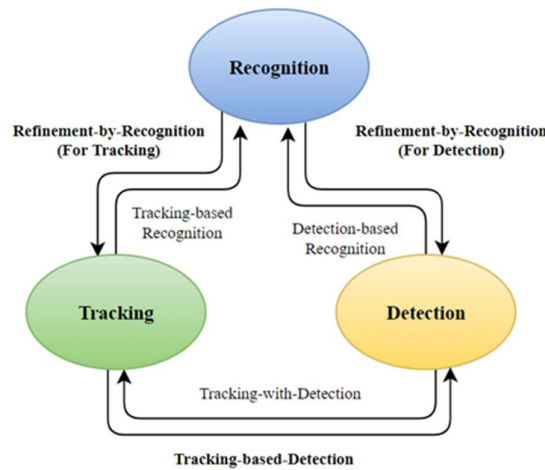 Recognition
Refinement-by-Recognition
(For Tracking)
Refinement-by-Recognition
(For Detection)
Tracking-based
Recognition
Detection-based
Recognition
Tracking
Detection
Tracking-with-Detection
Tracking-based-Detection